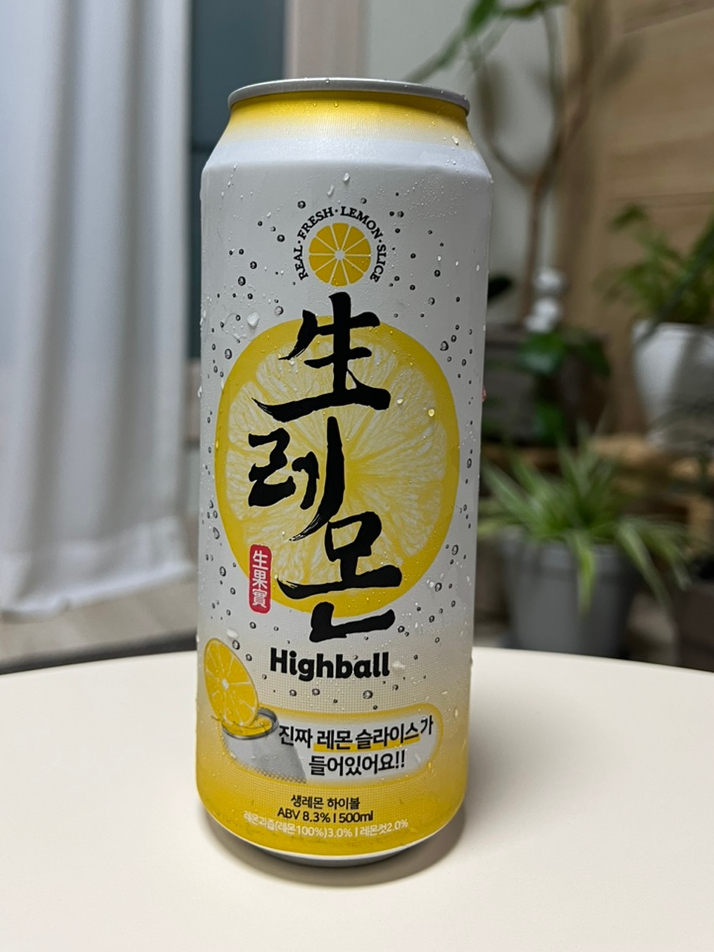 REAL·FRESH·LEMON·SLICE
生
레
몬
生果實
Highball
진짜 레몬 슬라이스가
들어있어요!!
생레몬 하이볼
ABV 8.3% | 500ml
레몬과즙(레몬100%)3.0% | 레몬컷2.0%